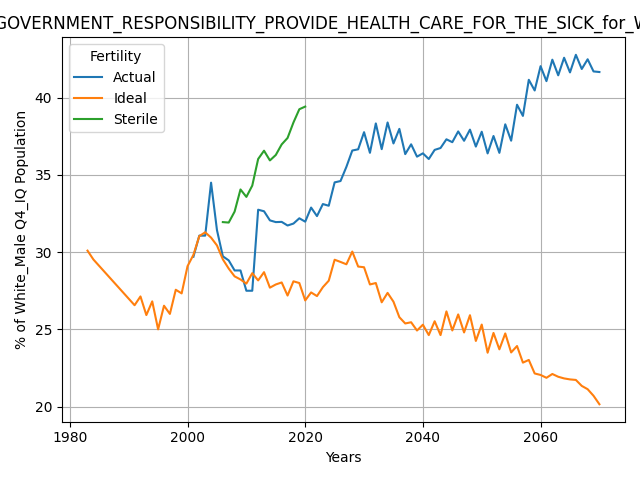 GOVERNMENT_RESPONSIBILITY_PROVIDE_HEALTH_CARE_FOR_THE_SICK_for_W
Fertility
Actual
Ideal
Sterile
% of White_Male Q4_IQ Population
40
35
30
25
20
1980
2000
2020
2040
2060
Years